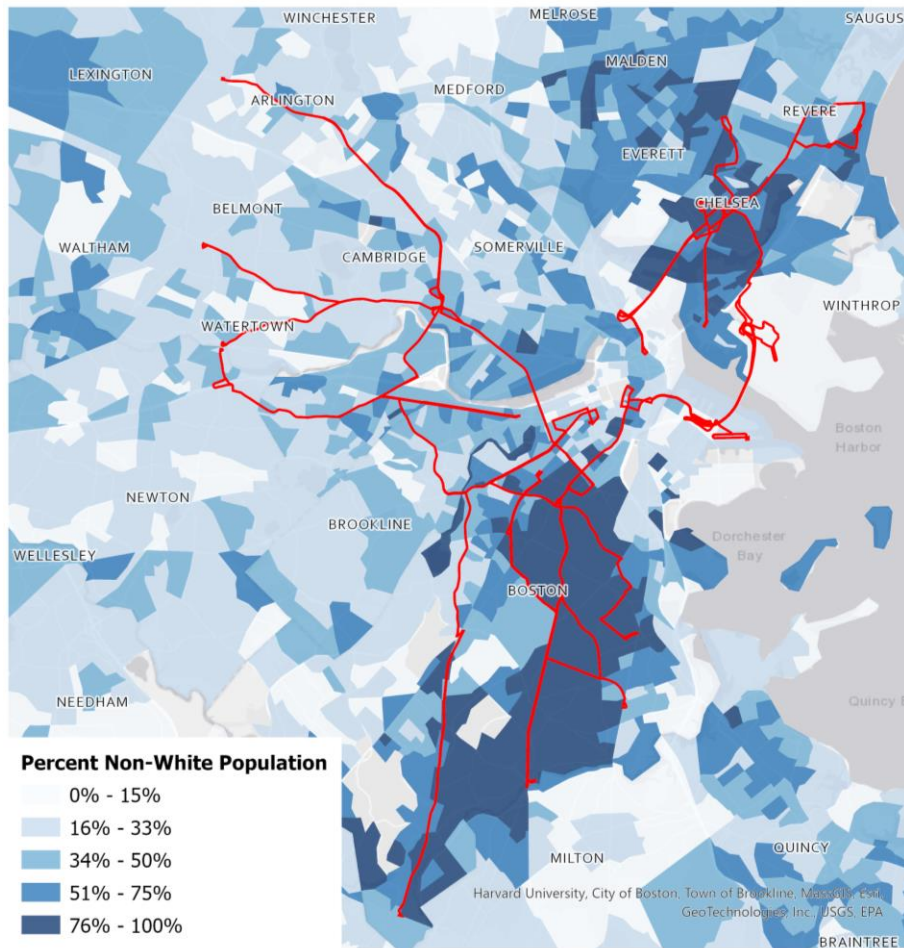 WINCHESTER
MELROSE
SAUGUS
LEXINGTON
MALDEN
ARLINGTON
MEDFORD
REVERE
EVERETT
BELMONT
CHELSEA
WALTHAM
CAMBRIDGE
SOMERVILLE
WATERTOWN
WINTHROP
Boston
Harbor
NEWTON
BROOKLINE
WELLESLEY
Dorchester
Bay
BOSTON
NEEDHAM
Quincy
Percent Non-White Population
0% - 15%
16% - 33%
34% - 50%
51% - 75%
76% - 100%
MILTON
QUINCY
Harvard University, City of Boston, Town of Brookline, MassGIS, Esri,
GeoTechnologies, Inc., USGS, EPA
BRAINTREE